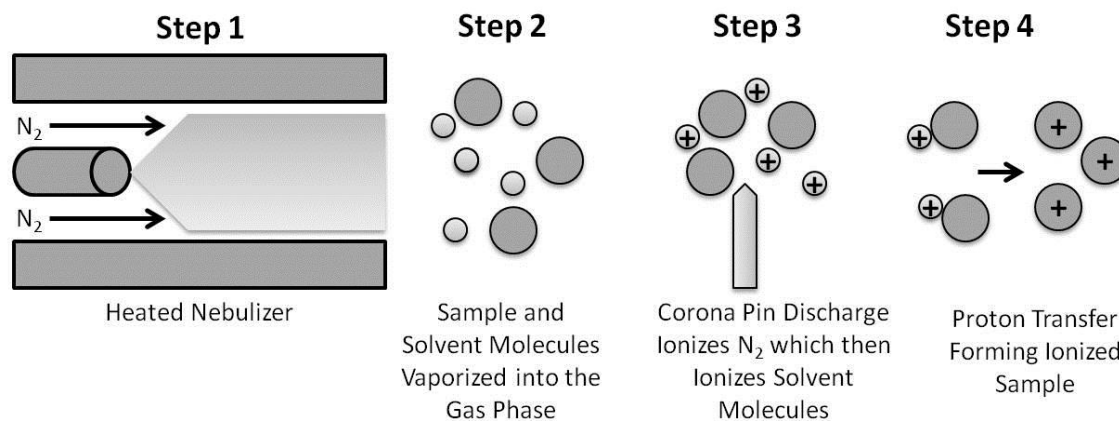 Step 1
N₂
N₂
Heated Nebulizer
Step 2
Sample and
Solvent Molecules
Vaporized into the
Gas Phase
Step 3
+
+
+
+
Corona Pin Discharge
Ionizes N₂ which then
Ionizes Solvent
Molecules
Step 4
+
+
+
+
+
Proton Transfer
Forming Ionized
Sample